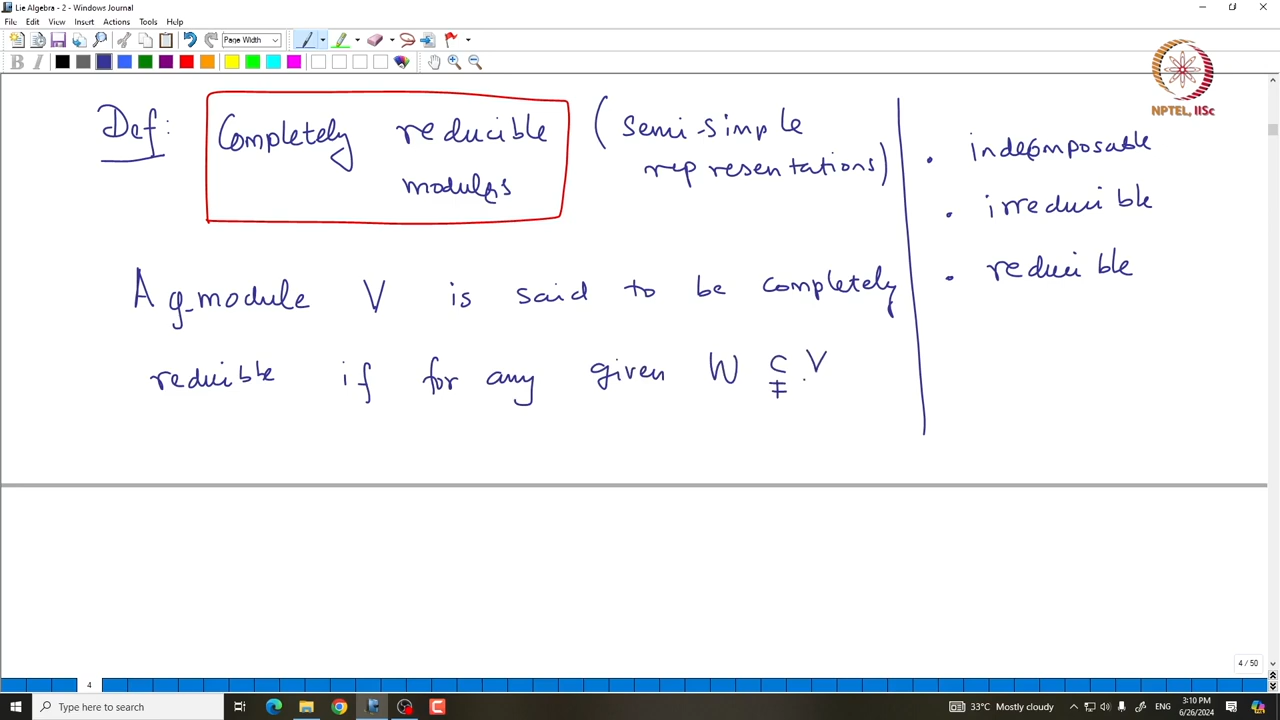 Lie Algebra - 2 - Windows Journal
File Edit View Insert Actions Tools Help
Page Width
NPTEL, IISc
Def: Completely reducible (semi-simple
modules representations)
• indecomposable
• irreducible
• reducible
A g-module V is said to be completely
reducible if for any given W ⊊ V
4 / 50
4
Type here to search
33°C Mostly cloudy
ENG
3:10 PM
6/26/2024